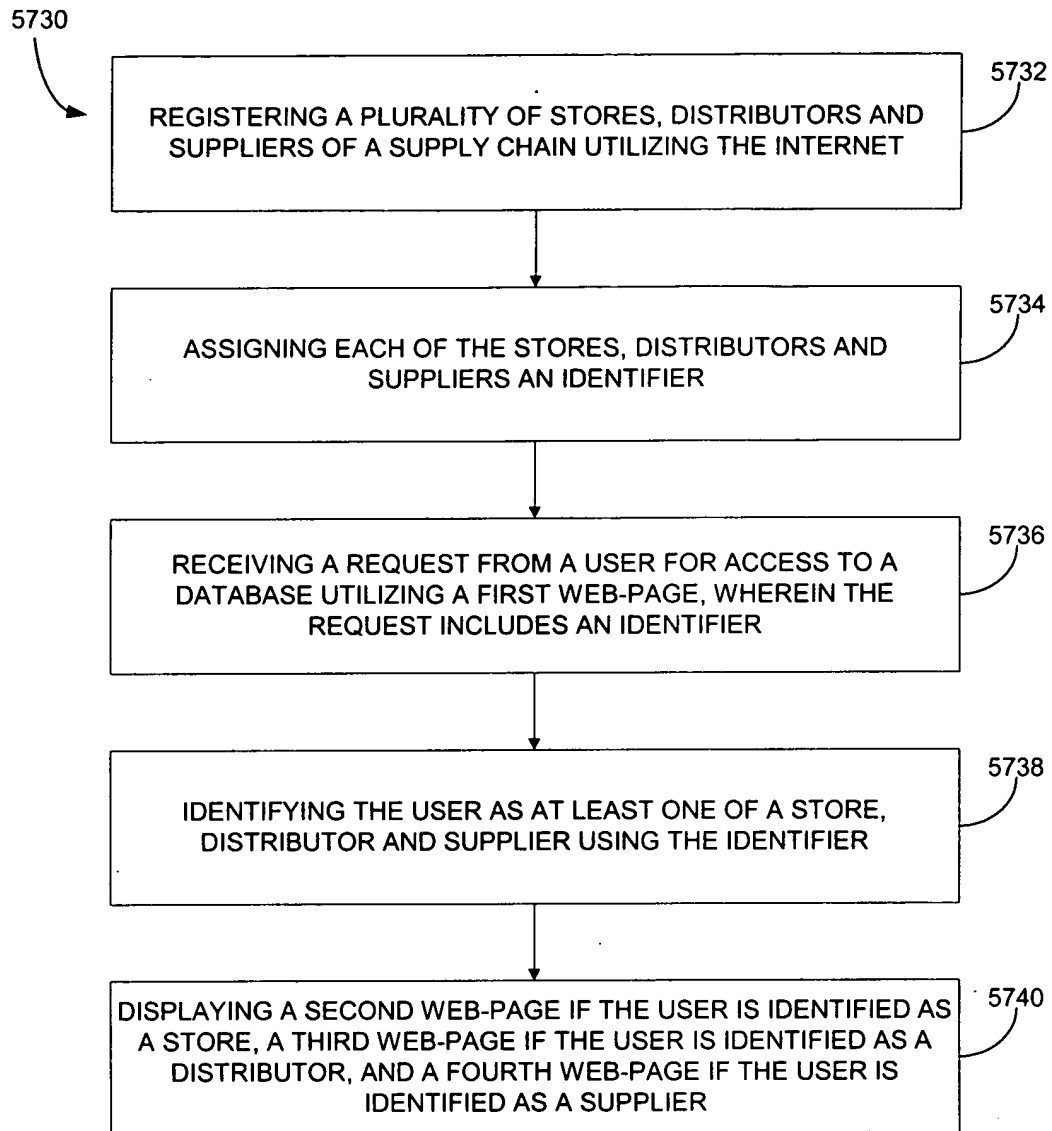 5730
5732
REGISTERING A PLURALITY OF STORES, DISTRIBUTORS AND
SUPPLIERS OF A SUPPLY CHAIN UTILIZING THE INTERNET
5734
ASSIGNING EACH OF THE STORES, DISTRIBUTORS AND
SUPPLIERS AN IDENTIFIER
5736
RECEIVING A REQUEST FROM A USER FOR ACCESS TO A
DATABASE UTILIZING A FIRST WEB-PAGE, WHEREIN THE
REQUEST INCLUDES AN IDENTIFIER
5738
IDENTIFYING THE USER AS AT LEAST ONE OF A STORE,
DISTRIBUTOR AND SUPPLIER USING THE IDENTIFIER
5740
DISPLAYING A SECOND WEB-PAGE IF THE USER IS IDENTIFIED AS
A STORE, A THIRD WEB-PAGE IF THE USER IS IDENTIFIED AS A
DISTRIBUTOR, AND A FOURTH WEB-PAGE IF THE USER IS
IDENTIFIED AS A SUPPLIER